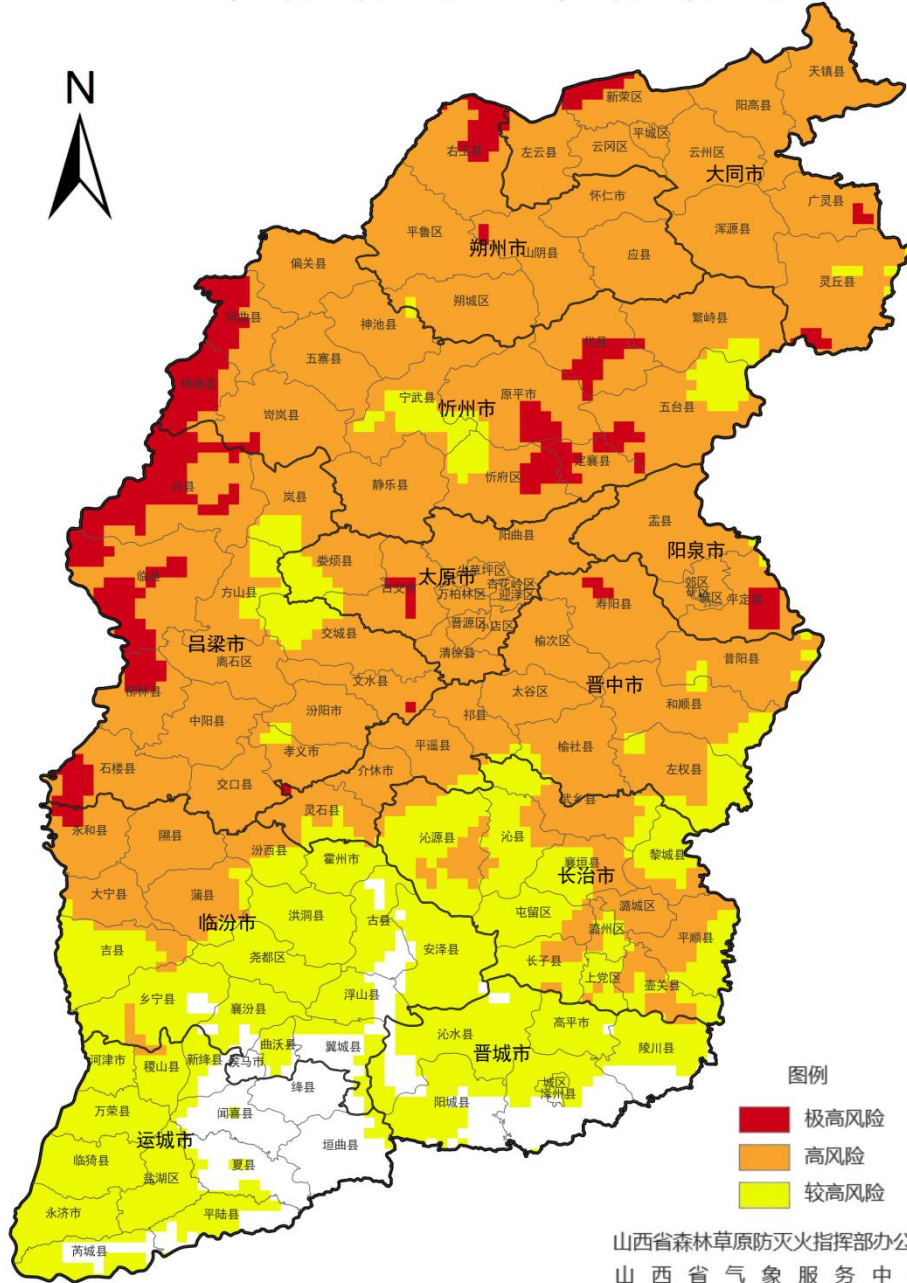 N
天镇县
新荣区
阳高县
平城区
右玉县
左云县
云冈区
云州区
大同市
怀仁市
广灵县
平鲁区
朔州市
浑源县
山阴县
应县
偏关县
灵丘县
朔城区
神池县
繁峙县
河曲县
代县
五寨县
保德县
宁武县
原平市
忻州市
五台县
岢岚县
定襄县
静乐县
忻府区
兴县
岚县
盂县
阳曲县
阳泉市
娄烦县
太原市
尖草坪区
临县
古交市
杏花岭区
郊区
方山县
万柏林区
迎泽区
矿区
城区
平定县
寿阳县
晋源区
小店区
交城县
吕梁市
榆次区
清徐县
昔阳县
离石区
文水县
太谷区
晋中市
柳林县
和顺县
汾阳市
祁县
中阳县
平遥县
孝义市
榆社县
石楼县
介休市
左权县
交口县
武乡县
灵石县
永和县
隰县
沁源县
沁县
汾西县
霍州市
襄垣县
黎城县
长治市
大宁县
蒲县
潞城区
临汾市
洪洞县
古县
屯留区
潞州区
平顺县
吉县
尧都区
安泽县
长子县
上党区
壶关县
乡宁县
襄汾县
浮山县
高平市
沁水县
曲沃县
翼城县
陵川县
晋城市
河津市
新绛县
侯马市
稷山县
城区
泽州县
绛县
阳城县
万荣县
闻喜县
运城市
垣曲县
临猗县
夏县
盐湖区
永济市
平陆县
芮城县
图例
极高风险
高风险
较高风险
山西省森林草原防灭火指挥部办公
山西省气象服务中